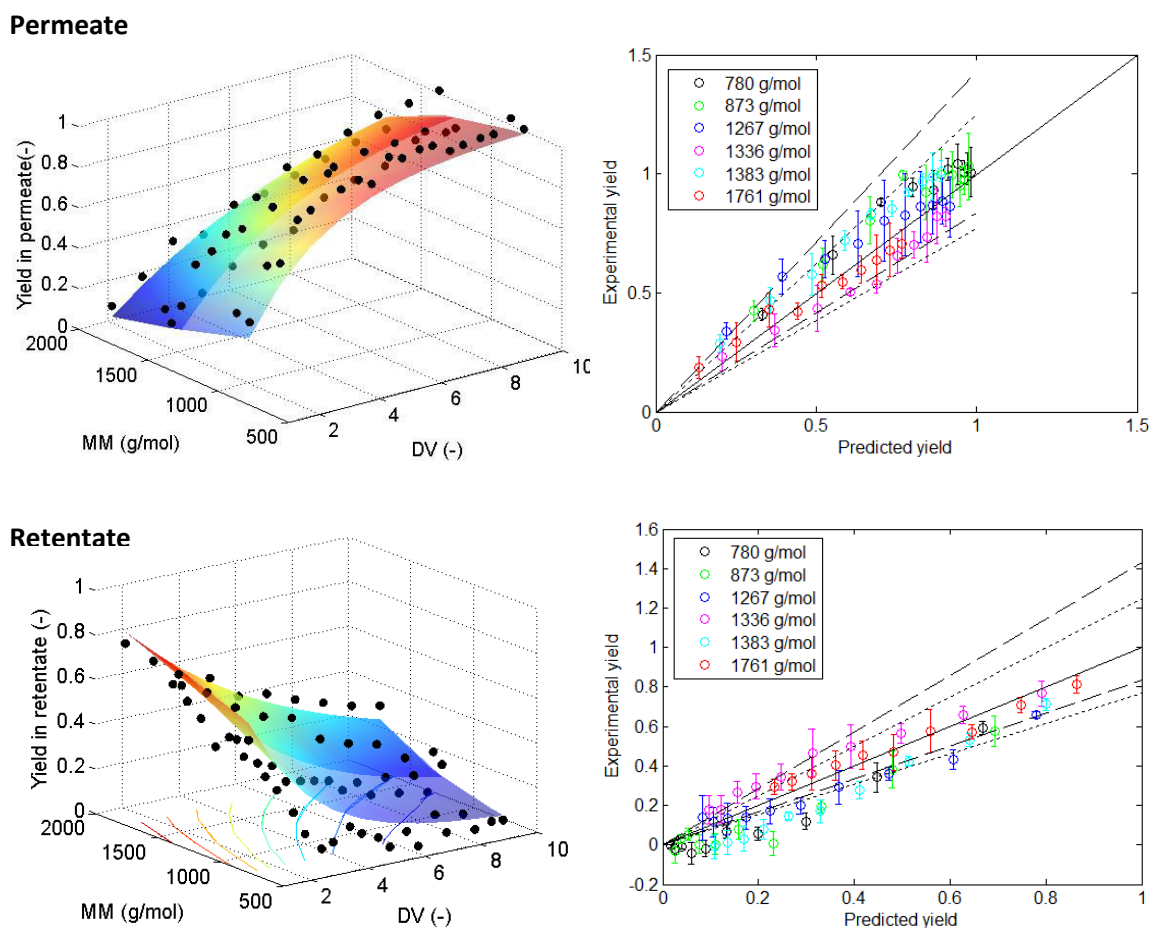 Permeate
1
0.8
0.6
0.4
0.2
0
Yield in permeate(-)
2000
1500
1000
500
MM (g/mol)
2
4
6
8
10
DV (-)
1.5
1
0.5
0
780 g/mol
873 g/mol
1267 g/mol
1336 g/mol
1383 g/mol
1761 g/mol
Experimental yield
0
0.5
1
1.5
Predicted yield
Retentate
1
0.8
0.6
0.4
0.2
0
Yield in retentate (-)
2000
1500
1000
500
MM (g/mol)
2
4
6
8
10
DV (-)
1.6
1.4
1.2
1
0.8
0.6
0.4
0.2
0
-0.2
780 g/mol
873 g/mol
1267 g/mol
1336 g/mol
1383 g/mol
1761 g/mol
Experimental yield
0
0.2
0.4
0.6
0.8
1
Predicted yield